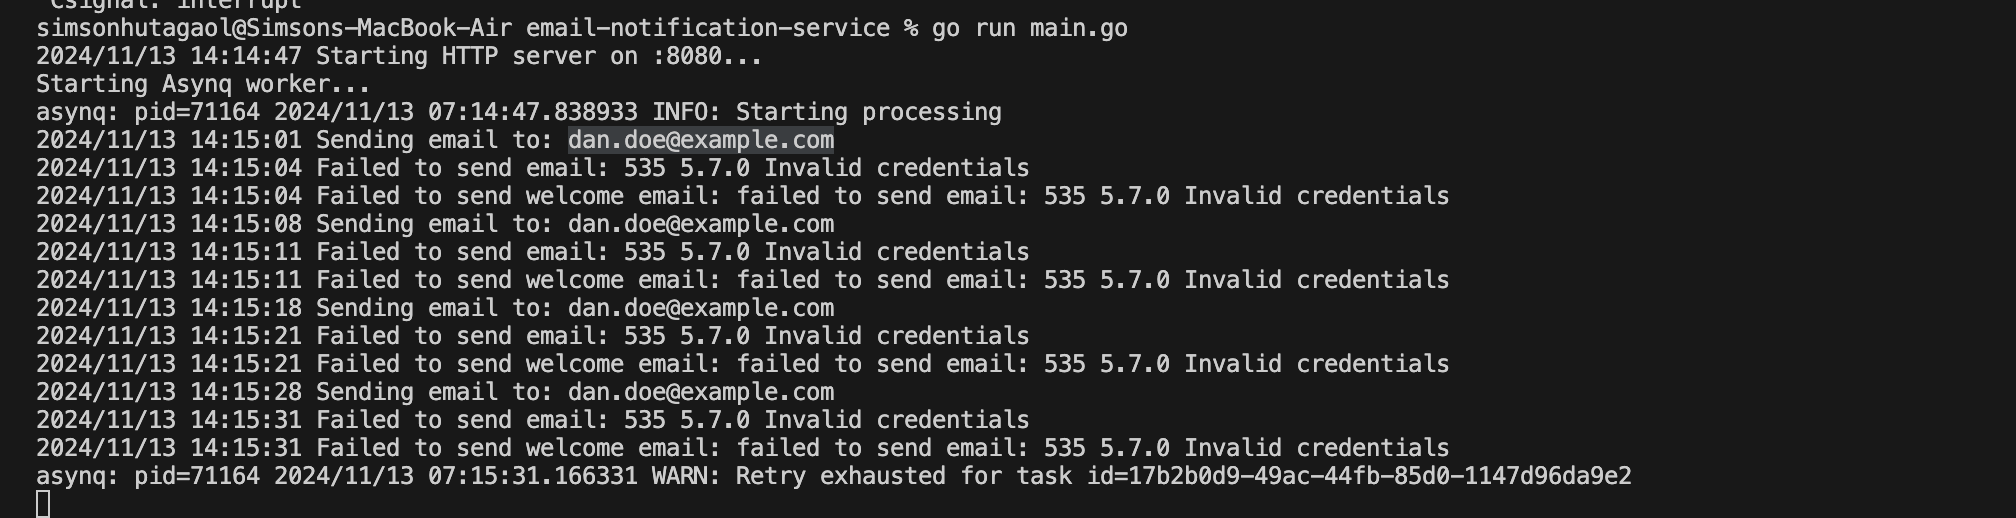 ^Csignal: interrupt
simsonhutagaol@Simsons-MacBook-Air email-notification-service % go run main.go
2024/11/13 14:14:47 Starting HTTP server on :8080...
Starting Asynq worker...
asynq: pid=71164 2024/11/13 07:14:47.838933 INFO: Starting processing
2024/11/13 14:15:01 Sending email to: dan.doe@example.com
2024/11/13 14:15:04 Failed to send email: 535 5.7.0 Invalid credentials
2024/11/13 14:15:04 Failed to send welcome email: failed to send email: 535 5.7.0 Invalid credentials
2024/11/13 14:15:08 Sending email to: dan.doe@example.com
2024/11/13 14:15:11 Failed to send email: 535 5.7.0 Invalid credentials
2024/11/13 14:15:11 Failed to send welcome email: failed to send email: 535 5.7.0 Invalid credentials
2024/11/13 14:15:18 Sending email to: dan.doe@example.com
2024/11/13 14:15:21 Failed to send email: 535 5.7.0 Invalid credentials
2024/11/13 14:15:21 Failed to send welcome email: failed to send email: 535 5.7.0 Invalid credentials
2024/11/13 14:15:28 Sending email to: dan.doe@example.com
2024/11/13 14:15:31 Failed to send email: 535 5.7.0 Invalid credentials
2024/11/13 14:15:31 Failed to send welcome email: failed to send email: 535 5.7.0 Invalid credentials
asynq: pid=71164 2024/11/13 07:15:31.166331 WARN: Retry exhausted for task id=17b2b0d9-49ac-44fb-85d0-1147d96da9e2